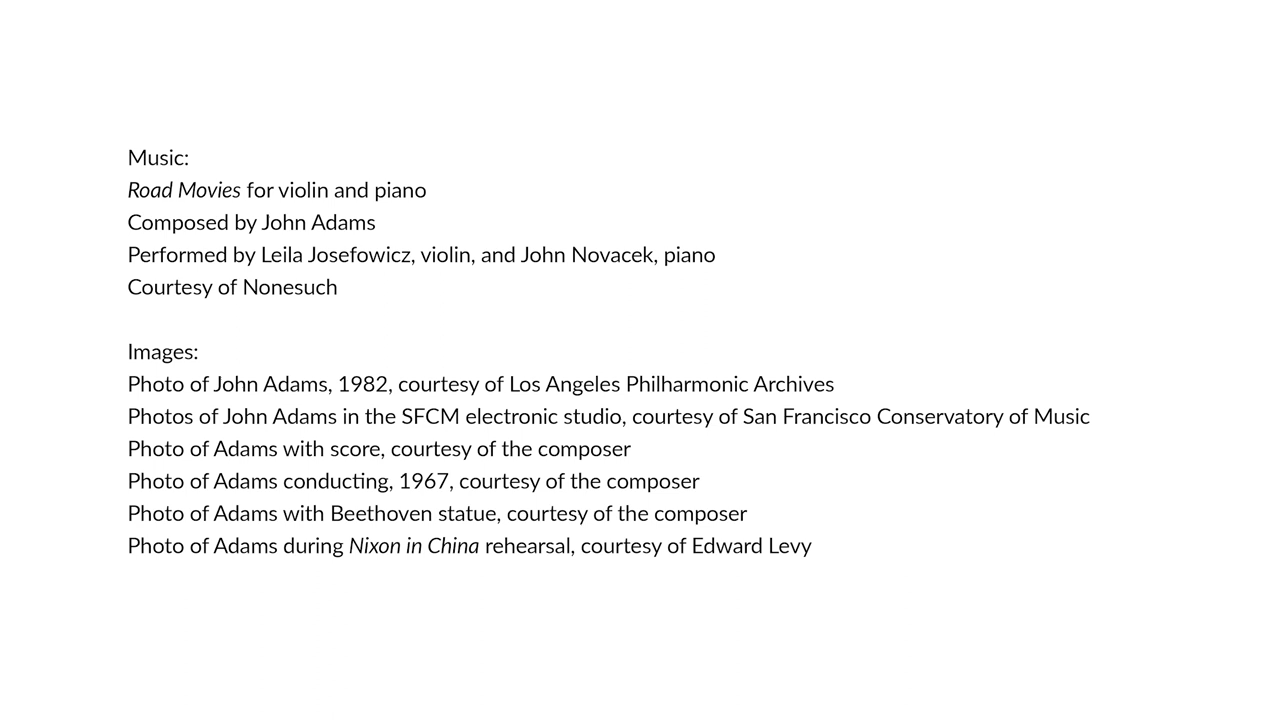 Music:
Road Movies for violin and piano
Composed by John Adams
Performed by Leila Josefowicz, violin, and John Novacek, piano
Courtesy of Nonesuch
Images:
Photo of John Adams, 1982, courtesy of Los Angeles Philharmonic Archives
Photos of John Adams in the SFCM electronic studio, courtesy of San Francisco Conservatory of Music
Photo of Adams with score, courtesy of the composer
Photo of Adams conducting, 1967, courtesy of the composer
Photo of Adams with Beethoven statue, courtesy of the composer
Photo of Adams during Nixon in China rehearsal, courtesy of Edward Levy